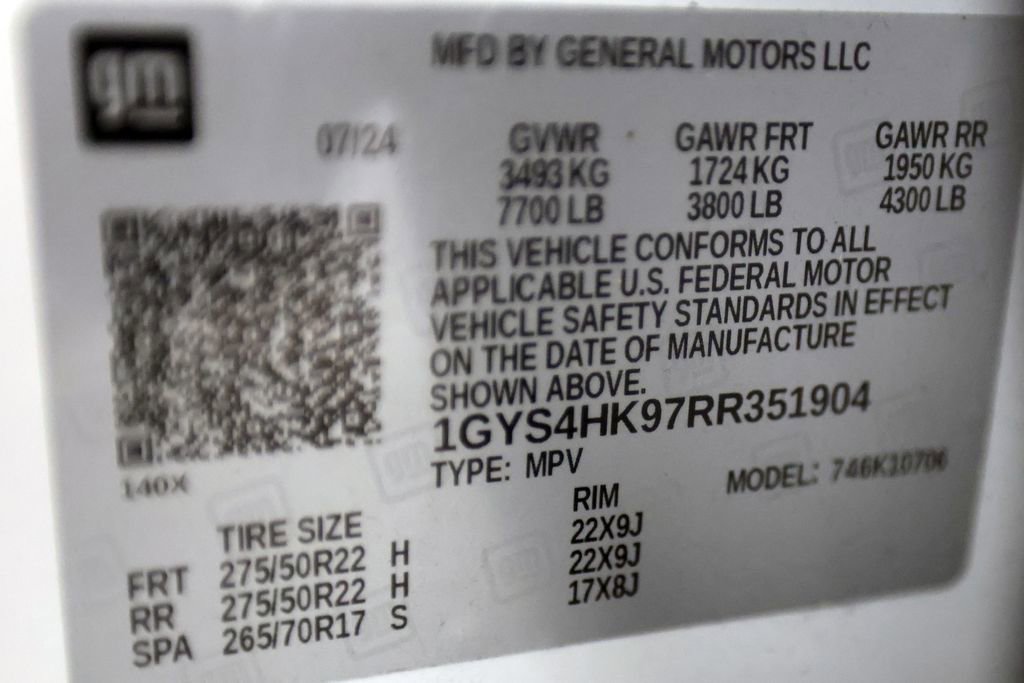 gm
MFD BY GENERAL MOTORS LLC
07/24
GVWR GAWR FRT GAWR RR
3493 KG 1724 KG 1950 KG
7700 LB 3800 LB 4300 LB
THIS VEHICLE CONFORMS TO ALL
APPLICABLE U.S. FEDERAL MOTOR
VEHICLE SAFETY STANDARDS IN EFFECT
ON THE DATE OF MANUFACTURE
SHOWN ABOVE.
1GYS4HK97RR351904
140X
TYPE: MPV MODEL: 746K10706
TIRE SIZE RIM
FRT 275/50R22 H 22X9J
RR 275/50R22 H 22X9J
SPA 265/70R17 S 17X8J